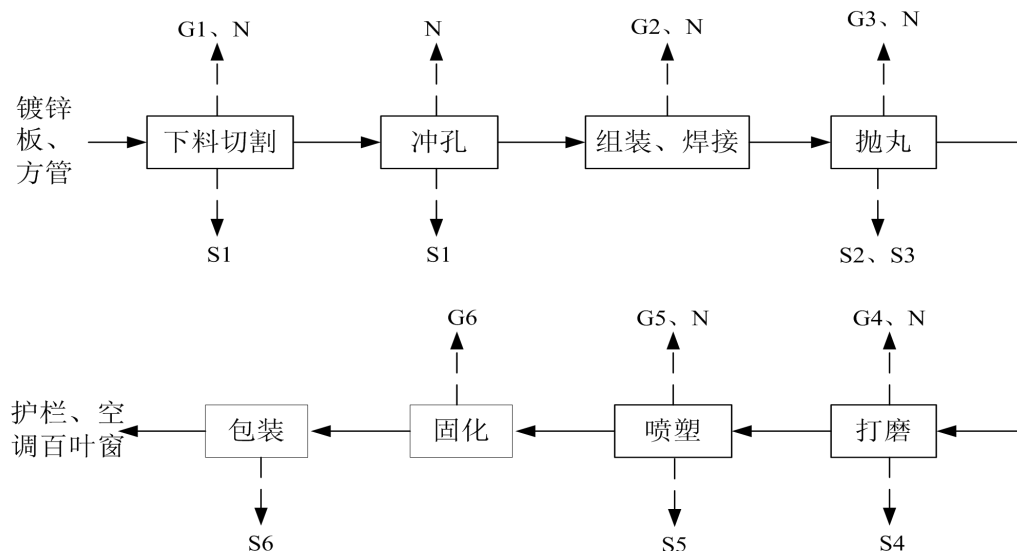 G1、N
N
G2、N
G3、N
镀锌
板、
方管
下料切割
冲孔
组装、焊接
抛丸
S1
S1
S2、S3
G6
G5、N
G4、N
护栏、空
调百叶窗
包装
固化
喷塑
打磨
S6
S5
S4